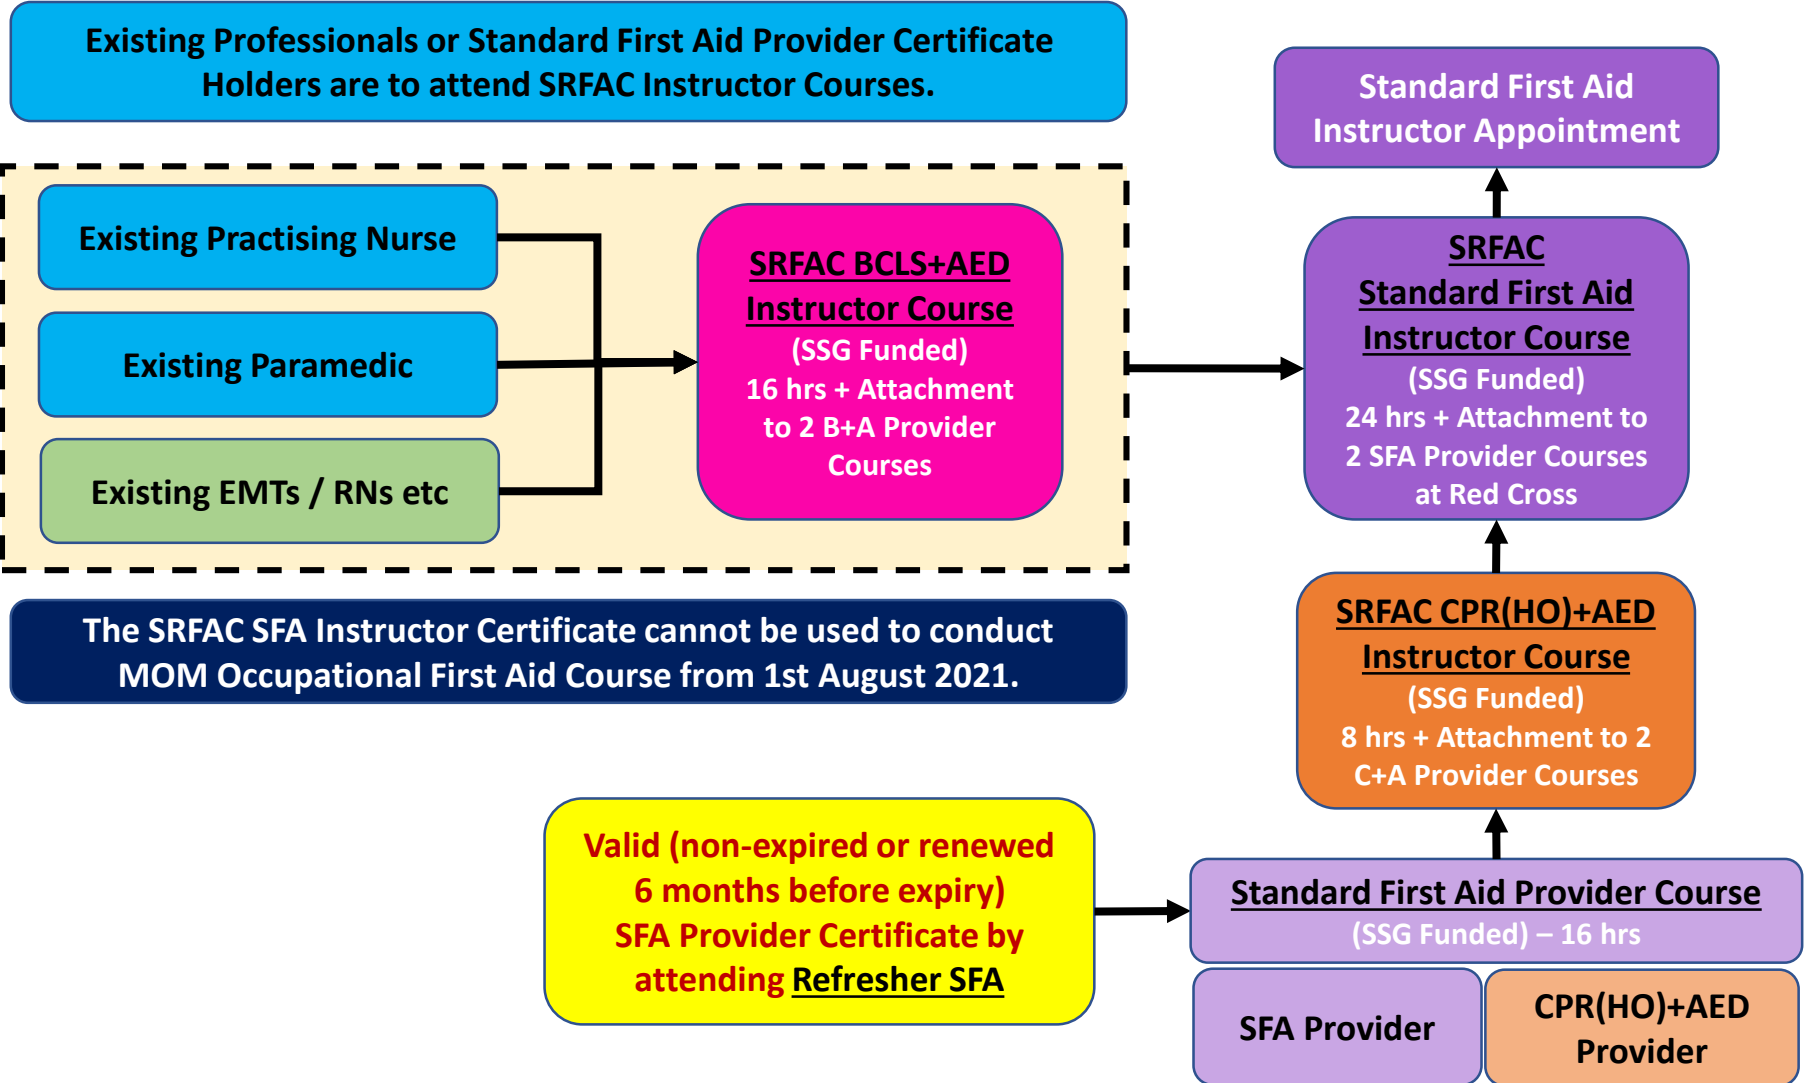 Existing Professionals or Standard First Aid Provider Certificate
Holders are to attend SRFAC Instructor Courses.
Standard First Aid
Instructor Appointment
Existing Practising Nurse
Existing Paramedic
Existing EMTs / RNs etc
SRFAC BCLS+AED
Instructor Course
(SSG Funded)
16 hrs + Attachment
to 2 B+A Provider
Courses
SRFAC
Standard First Aid
Instructor Course
(SSG Funded)
24 hrs + Attachment to
2 SFA Provider Courses
at Red Cross
The SRFAC SFA Instructor Certificate cannot be used to conduct
MOM Occupational First Aid Course from 1st August 2021.
SRFAC CPR(HO)+AED
Instructor Course
(SSG Funded)
8 hrs + Attachment to 2
C+A Provider Courses
Valid (non-expired or renewed
6 months before expiry)
SFA Provider Certificate by
attending Refresher SFA
Standard First Aid Provider Course
(SSG Funded) – 16 hrs
SFA Provider
CPR(HO)+AED
Provider